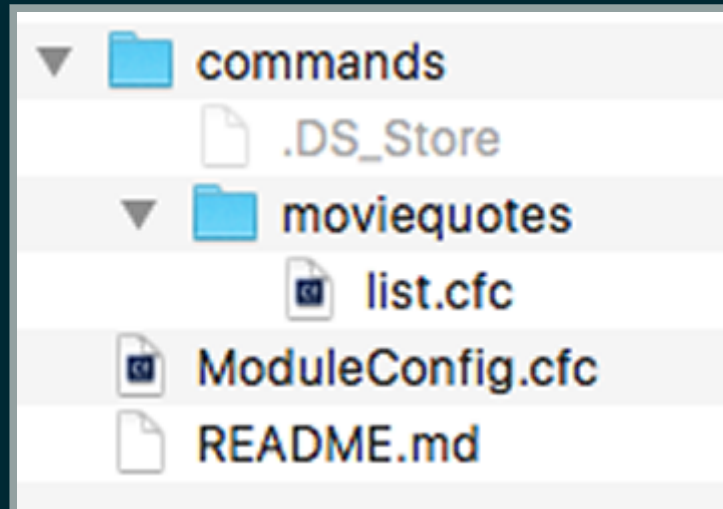 commands
.DS_Store
moviequotes
list.cfc
ModuleConfig.cfc
README.md